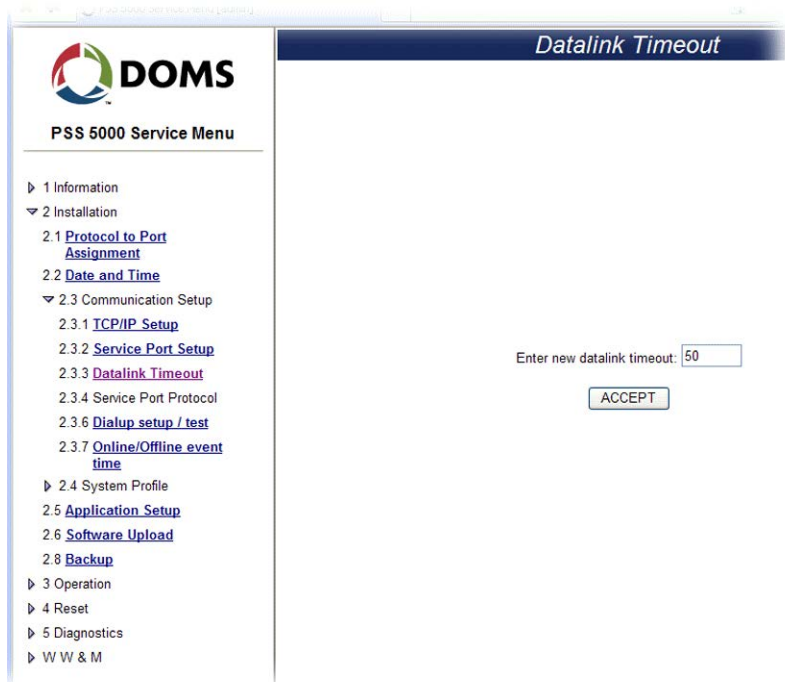 Datalink Timeout
DOMS
™
PSS 5000 Service Menu
1 Information
2 Installation
2.1 Protocol to Port
Assignment
2.2 Date and Time
2.3 Communication Setup
2.3.1 TCP/IP Setup
2.3.2 Service Port Setup
2.3.3 Datalink Timeout
2.3.4 Service Port Protocol
2.3.6 Dialup setup / test
2.3.7 Online/Offline event
time
2.4 System Profile
2.5 Application Setup
2.6 Software Upload
2.8 Backup
3 Operation
4 Reset
5 Diagnostics
W W & M
Enter new datalink timeout: 50
ACCEPT